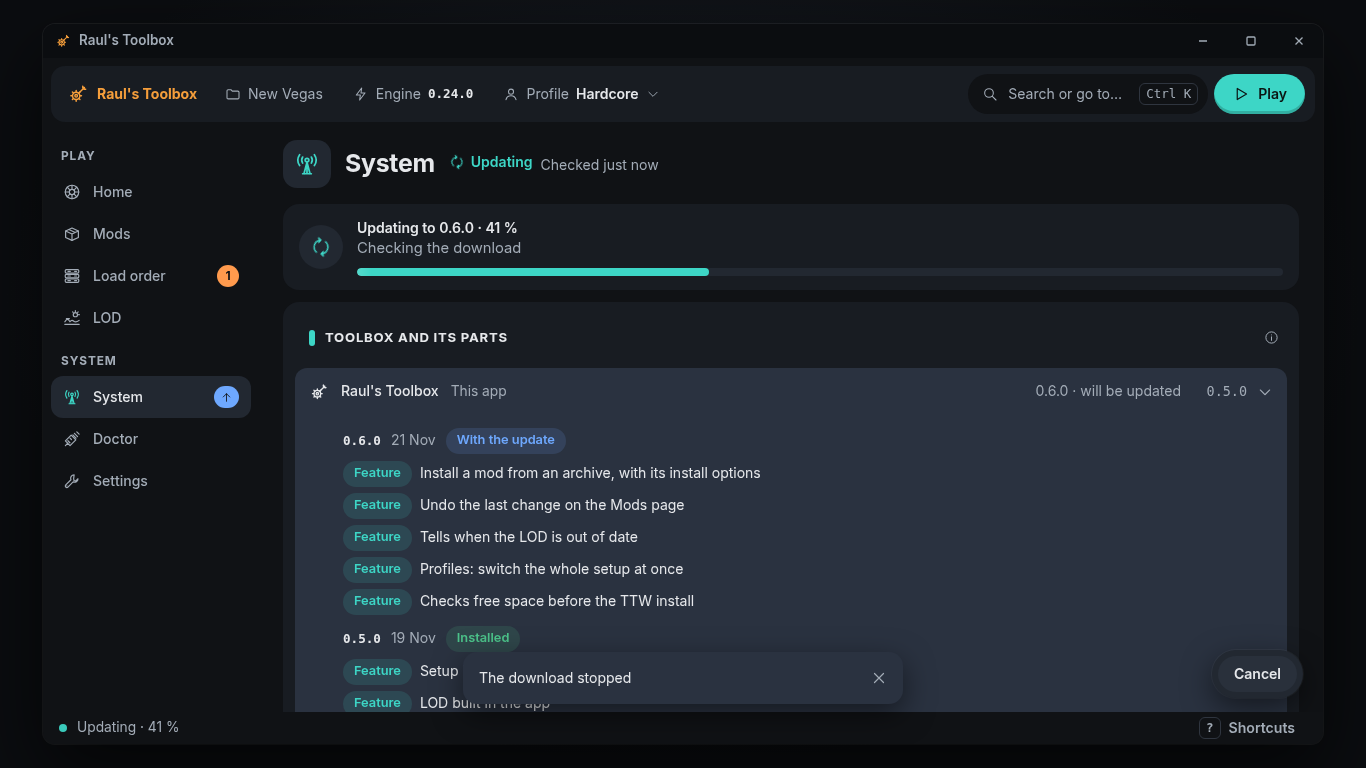 Raul's Toolbox
Raul's Toolbox New Vegas Engine 0.24.0 Profile Hardcore Search or go to... Ctrl K Play
PLAY
Home
Mods
Load order 1
LOD
SYSTEM
System
Doctor
Settings
System Updating Checked just now
Updating to 0.6.0 · 41 %
Checking the download
TOOLBOX AND ITS PARTS
Raul's Toolbox This app 0.6.0 · will be updated 0.5.0
0.6.0 21 Nov With the update
Feature Install a mod from an archive, with its install options
Feature Undo the last change on the Mods page
Feature Tells when the LOD is out of date
Feature Profiles: switch the whole setup at once
Feature Checks free space before the TTW install
0.5.0 19 Nov Installed
Feature Setup
The download stopped
Cancel
Feature LOD built in the app
Updating · 41 %
? Shortcuts